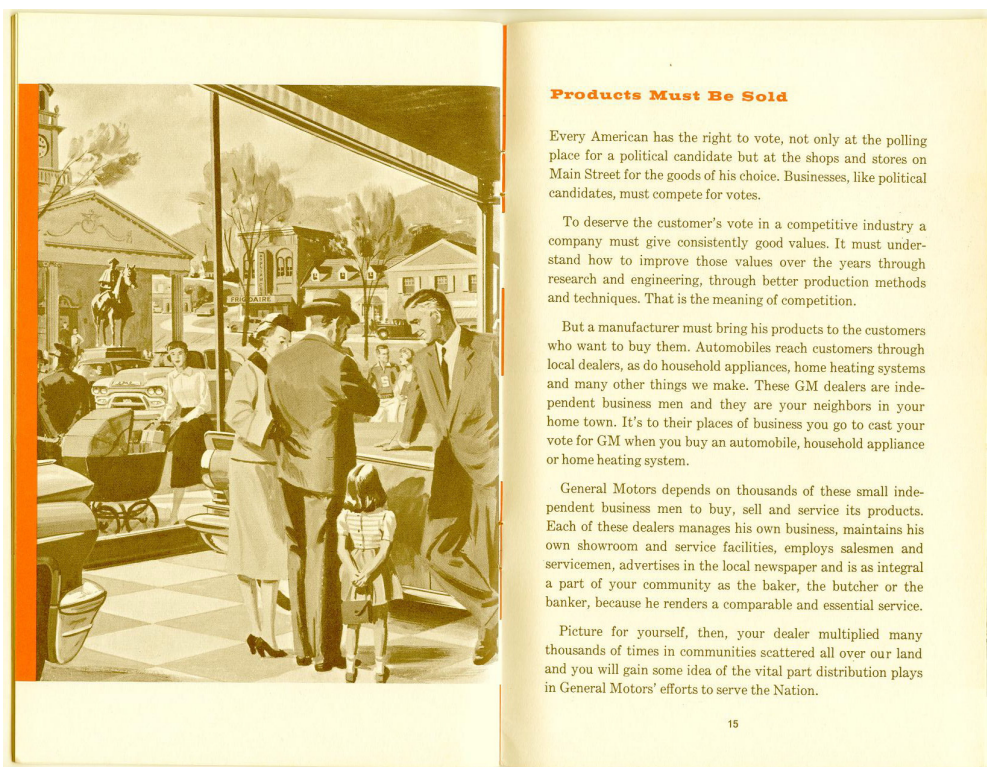 FRIGIDAIRE
S
Products Must Be Sold
Every American has the right to vote, not only at the polling
place for a political candidate but at the shops and stores on
Main Street for the goods of his choice. Businesses, like political
candidates, must compete for votes.
To deserve the customer's vote in a competitive industry a
company must give consistently good values. It must under-
stand how to improve those values over the years through
research and engineering, through better production methods
and techniques. That is the meaning of competition.
But a manufacturer must bring his products to the customers
who want to buy them. Automobiles reach customers through
local dealers, as do household appliances, home heating systems
and many other things we make. These GM dealers are inde-
pendent business men and they are your neighbors in your
home town. It's to their places of business you go to cast your
vote for GM when you buy an automobile, household appliance
or home heating system.
General Motors depends on thousands of these small inde-
pendent business men to buy, sell and service its products.
Each of these dealers manages his own business, maintains his
own showroom and service facilities, employs salesmen and
servicemen, advertises in the local newspaper and is as integral
a part of your community as the baker, the butcher or the
banker, because he renders a comparable and essential service.
Picture for yourself, then, your dealer multiplied many
thousands of times in communities scattered all over our land
and you will gain some idea of the vital part distribution plays
in General Motors' efforts to serve the Nation.
15